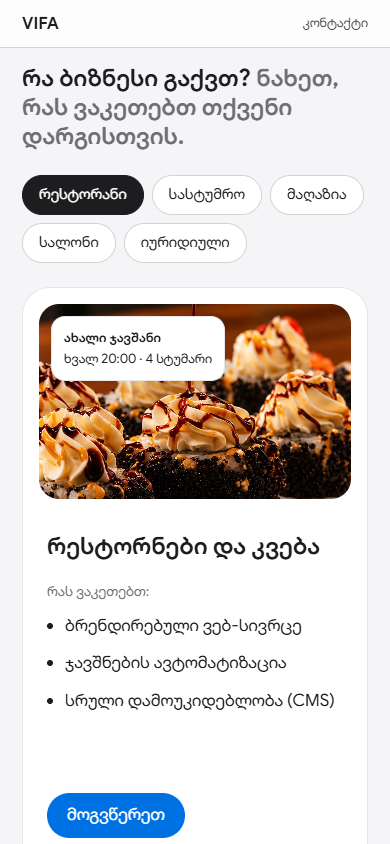 VIFA
კონტაქტი
რა ბიზნესი გაქვთ? ნახეთ,
რას ვაკეთებთ თქვენი
დარგისთვის.
რესტორანი
სასტუმრო
მაღაზია
სალონი
იურიდიული
ახალი ჯავშანი
ხვალ 20:00 · 4 სტუმარი
რესტორნები და კვება
რას ვაკეთებთ:
• ბრენდირებული ვებ-სივრცე
• ჯავშნების ავტომატიზაცია
• სრული დამოუკიდებლობა (CMS)
მოგვწერეთ